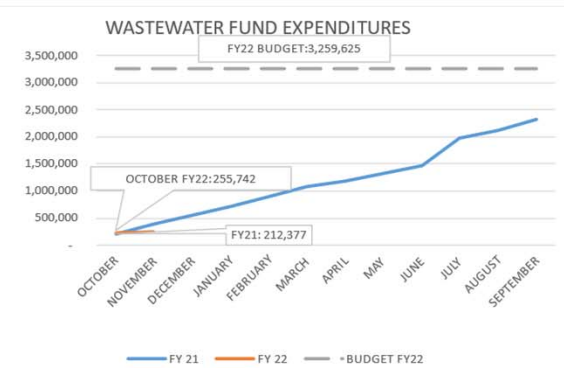 WASTEWATER FUND EXPENDITURES
FY22 BUDGET:3,259,625
3,500,000
3,000,000
2,500,000
2,000,000
1,500,000
1,000,000
500,000
-
OCTOBER FY22:255,742
FY21: 212,377
OCTOBER
NOVEMBER
DECEMBER
JANUARY
FEBRUARY
MARCH
APRIL
MAY
JUNE
JULY
AUGUST
SEPTEMBER
FY 21
FY 22
BUDGET FY22